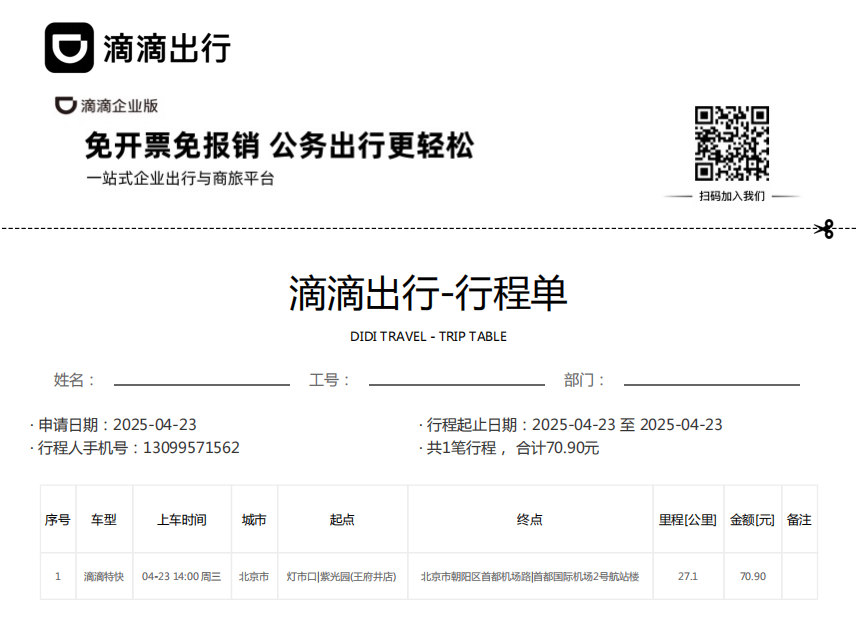 滴滴出行
滴滴企业版
免开票免报销 公务出行更轻松
一站式企业出行与商旅平台
扫码加入我们
滴滴出行-行程单
DIDI TRAVEL - TRIP TABLE
姓名： 工号： 部门：
· 申请日期：2025-04-23 · 行程起止日期：2025-04-23 至 2025-04-23
· 行程人手机号：13099571562 · 共1笔行程， 合计70.90元
序号 车型 上车时间 城市 起点 终点 里程[公里] 金额[元] 备注
1 滴滴特快 04-23 14:00 周三 北京市 灯市口|紫光园(王府井店) 北京市朝阳区首都机场路|首都国际机场2号航站楼 27.1 70.90